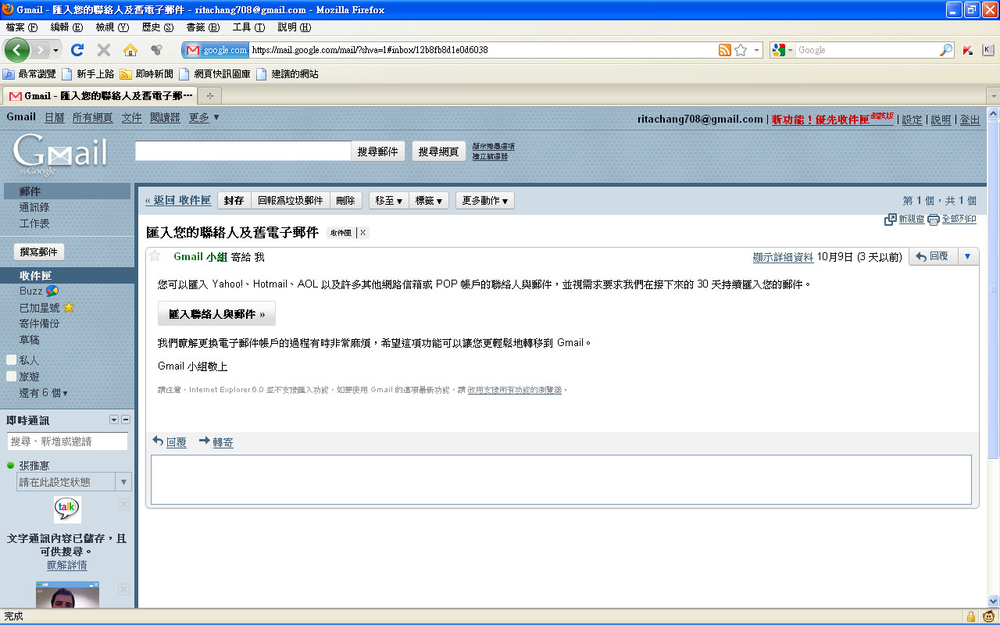 Gmail - 匯入您的聯絡人及舊電子郵件 - ritachang708@gmail.com - Mozilla Firefox
檔案(F) 編輯(E) 檢視(V) 歷史(S) 書籤(B) 工具(T) 說明(H)
google.com https://mail.google.com/mail/?shva=1#inbox/12b8fb8d1e0d6038 Google
最常瀏覽 新手上路 即時新聞 網頁快訊圖庫 建議的網站
Gmail - 匯入您的聯絡人及舊電子郵⋯
Gmail 日曆 所有網頁 文件 閱讀器 更多 ▼
ritachang708@gmail.com | 新功能！優先收件匣測試版 | 設定 | 說明 | 登出
Gmail
by Google
搜尋郵件 搜尋網頁
顯示搜尋選項
建立篩選器
郵件
通訊錄
工作表
撰寫郵件
收件匣
Buzz
已加星號
寄件備份
草稿
私人
旅遊
還有 6 個▼
即時通訊
搜尋、新增或邀請
張雅惠
請在此設定狀態
talk
文字通訊內容已儲存，且
可供搜尋。
瞭解詳情
« 返回 收件匣 封存 回報為垃圾郵件 刪除 移至▼ 標籤▼ 更多動作▼ 第 1 個，共 1 個
新視窗 全部列印
匯入您的聯絡人及舊電子郵件 收件匣 | X
Gmail 小組 寄給 我 顯示詳細資料 10月9日 (3 天以前) 回覆 ▼
您可以匯入 Yahoo!、Hotmail、AOL 以及許多其他網路信箱或 POP 帳戶的聯絡人與郵件，並視需求要求我們在接下來的 30 天持續匯入您的郵件。
匯入聯絡人與郵件 »
我們瞭解更換電子郵件帳戶的過程有時非常麻煩，希望這項功能可以讓您更輕鬆地轉移到 Gmail。
Gmail 小組敬上
請注意，Internet Explorer 6.0 並不支援匯入功能。如要使用 Gmail 的這項最新功能，請 改用支援所有功能的瀏覽器。
回覆 轉寄
完成